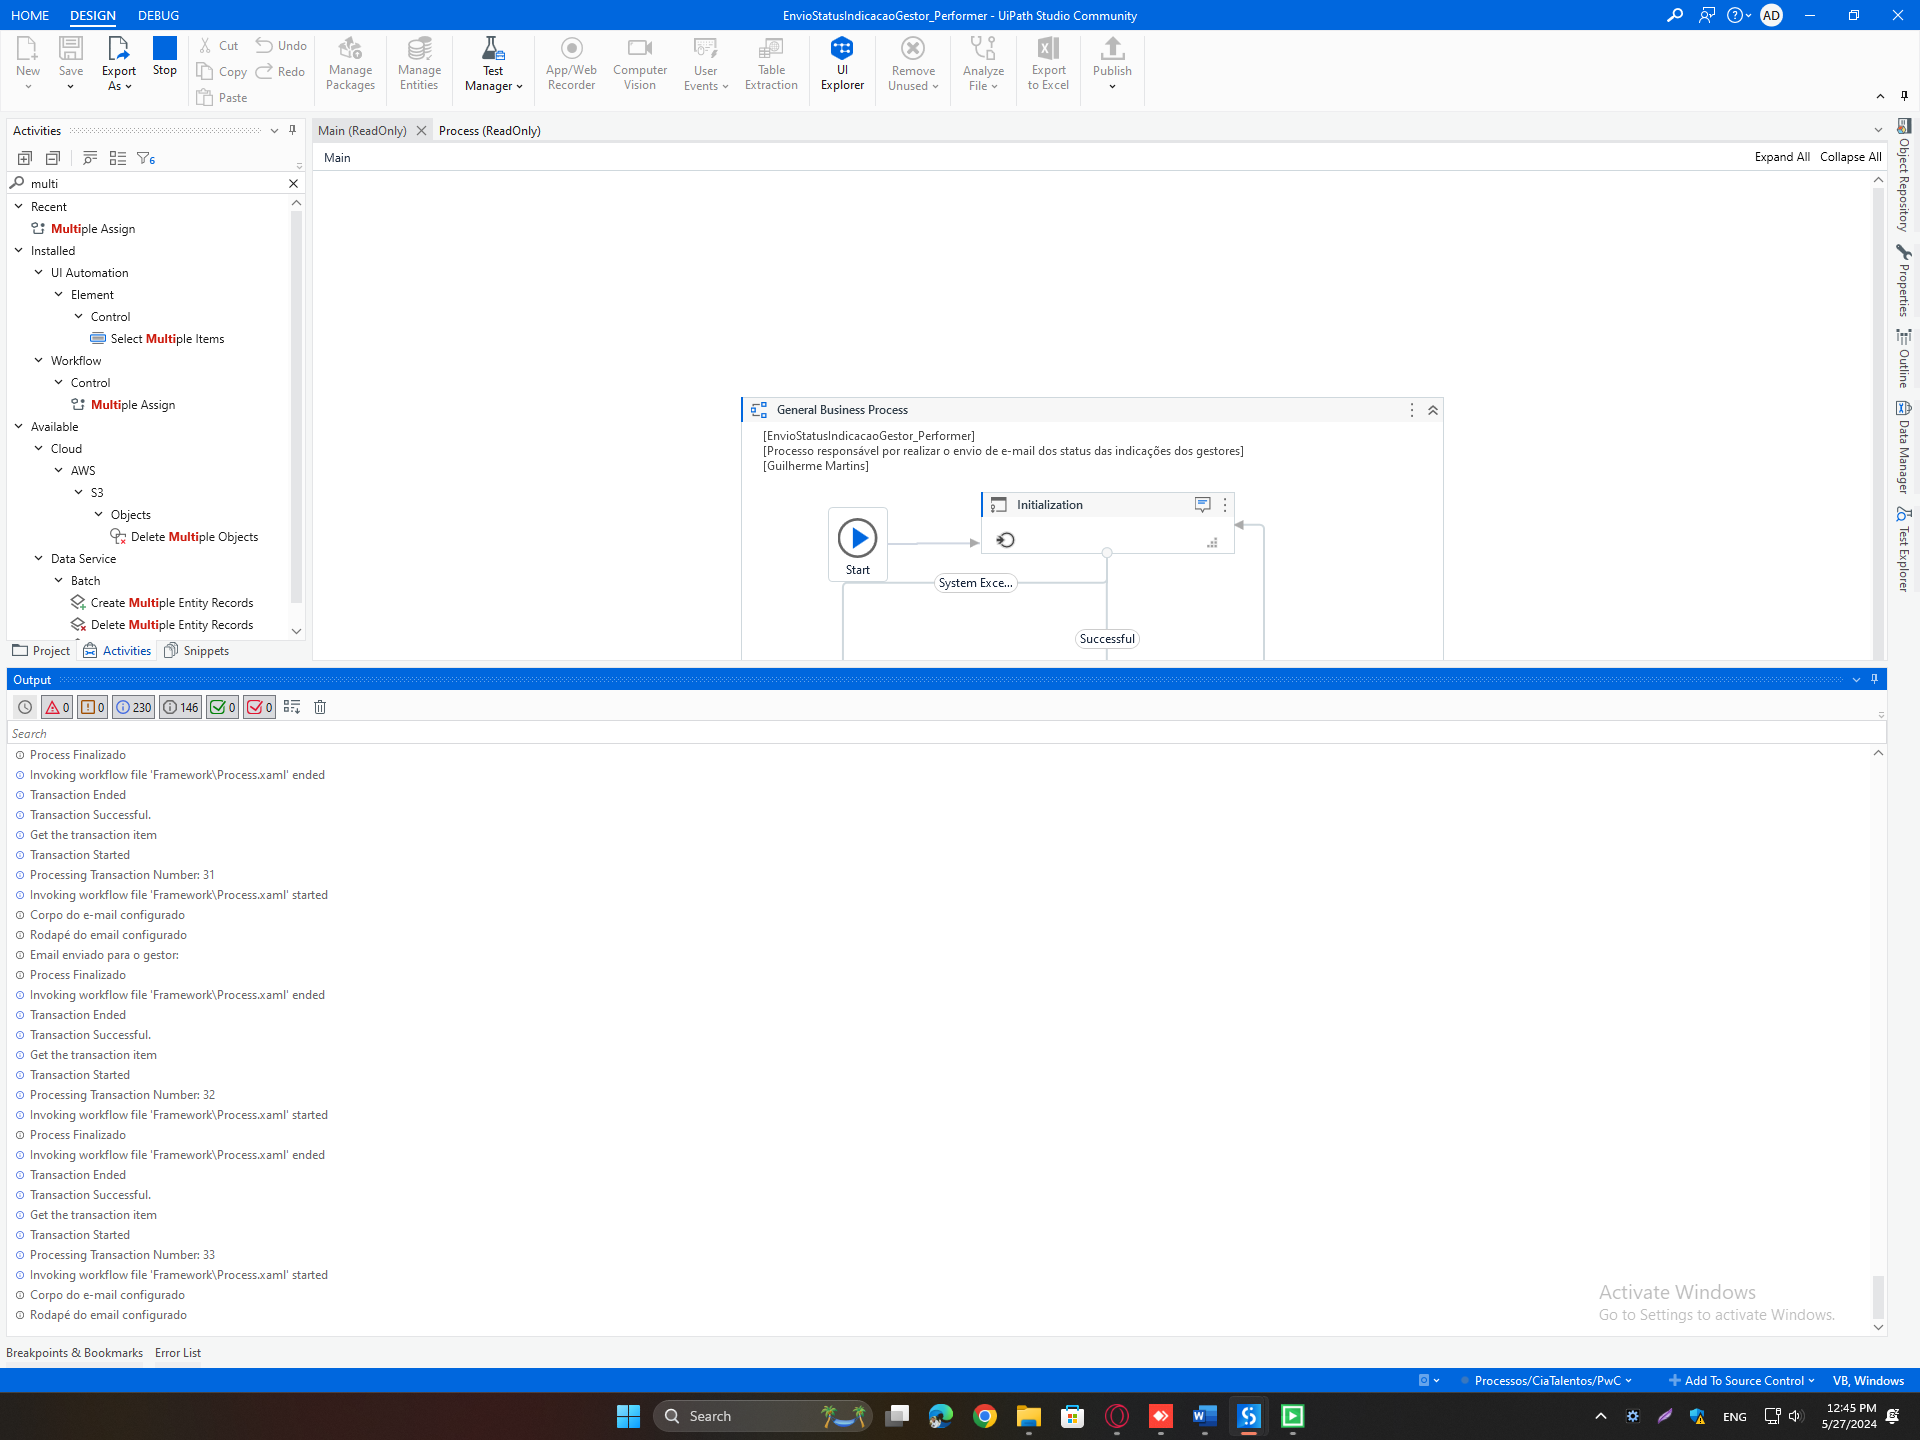 HOME DESIGN DEBUG
EnvioStatusIndicacaoGestor_Performer - UiPath Studio Community
AD
New
Save
Export As
Stop
Cut
Copy
Paste
Undo
Redo
Manage Packages
Manage Entities
Test Manager
App/Web Recorder
Computer Vision
User Events
Table Extraction
UI Explorer
Remove Unused
Analyze File
Export to Excel
Publish
Activities
6
multi
Recent
Multiple Assign
Installed
UI Automation
Element
Control
Select Multiple Items
Workflow
Control
Multiple Assign
Available
Cloud
AWS
S3
Objects
Delete Multiple Objects
Data Service
Batch
Create Multiple Entity Records
Delete Multiple Entity Records
Project Activities Snippets
Main (ReadOnly) Process (ReadOnly)
Main
Expand All Collapse All
General Business Process
[EnvioStatusIndicacaoGestor_Performer]
[Processo responsável por realizar o envio de e-mail dos status das indicações dos gestores]
[Guilherme Martins]
Initialization
Start
System Exce...
Successful
Object Repository
Properties
Outline
Data Manager
Test Explorer
Output
0 0 230 146 0 0
Search
Process Finalizado
Invoking workflow file 'Framework\Process.xaml' ended
Transaction Ended
Transaction Successful.
Get the transaction item
Transaction Started
Processing Transaction Number: 31
Invoking workflow file 'Framework\Process.xaml' started
Corpo do e-mail configurado
Rodapé do email configurado
Email enviado para o gestor:
Process Finalizado
Invoking workflow file 'Framework\Process.xaml' ended
Transaction Ended
Transaction Successful.
Get the transaction item
Transaction Started
Processing Transaction Number: 32
Invoking workflow file 'Framework\Process.xaml' started
Process Finalizado
Invoking workflow file 'Framework\Process.xaml' ended
Transaction Ended
Transaction Successful.
Get the transaction item
Transaction Started
Processing Transaction Number: 33
Invoking workflow file 'Framework\Process.xaml' started
Corpo do e-mail configurado
Rodapé do email configurado
Activate Windows
Go to Settings to activate Windows.
Breakpoints & Bookmarks Error List
Processos/CiaTalentos/PwC
Add To Source Control
VB, Windows
Search
ENG
12:45 PM
5/27/2024